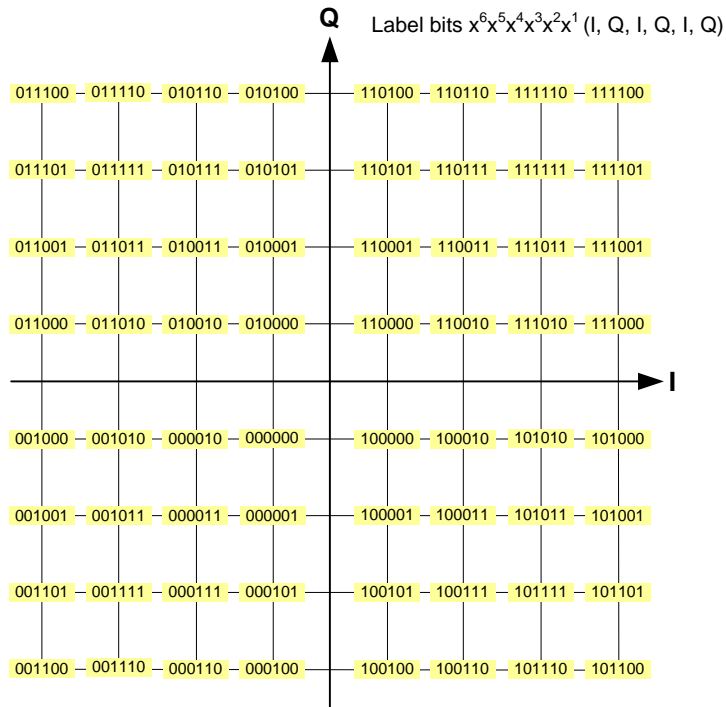 Q Label bits x⁶x⁵x⁴x³x²x¹ (I, Q, I, Q, I, Q)
011100 011110 010110 010100 110100 110110 111110 111100
011101 011111 010111 010101 110101 110111 111111 111101
011001 011011 010011 010001 110001 110011 111011 111001
011000 011010 010010 010000 110000 110010 111010 111000
I
001000 001010 000010 000000 100000 100010 101010 101000
001001 001011 000011 000001 100001 100011 101011 101001
001101 001111 000111 000101 100101 100111 101111 101101
001100 001110 000110 000100 100100 100110 101110 101100